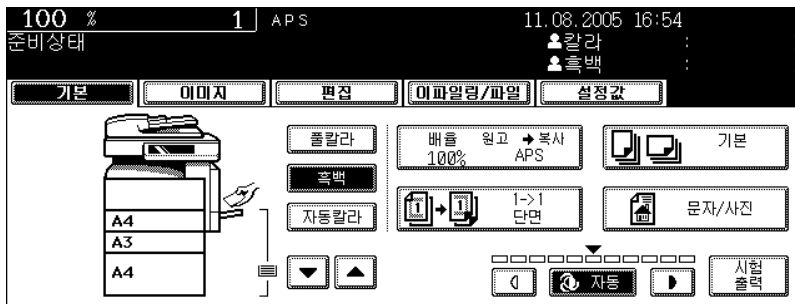 100 % 1 APS 11.08.2005 16:54
준비상태 칼라 :
흑백 :
기본 이미지 편집 이파일링/파일 설정값
풀칼라
흑백
자동칼라
배율 원고 복사
100% APS
기본
1 1 1->1
단면
문자/사진
A4
A3
A4
자동
시험
출력